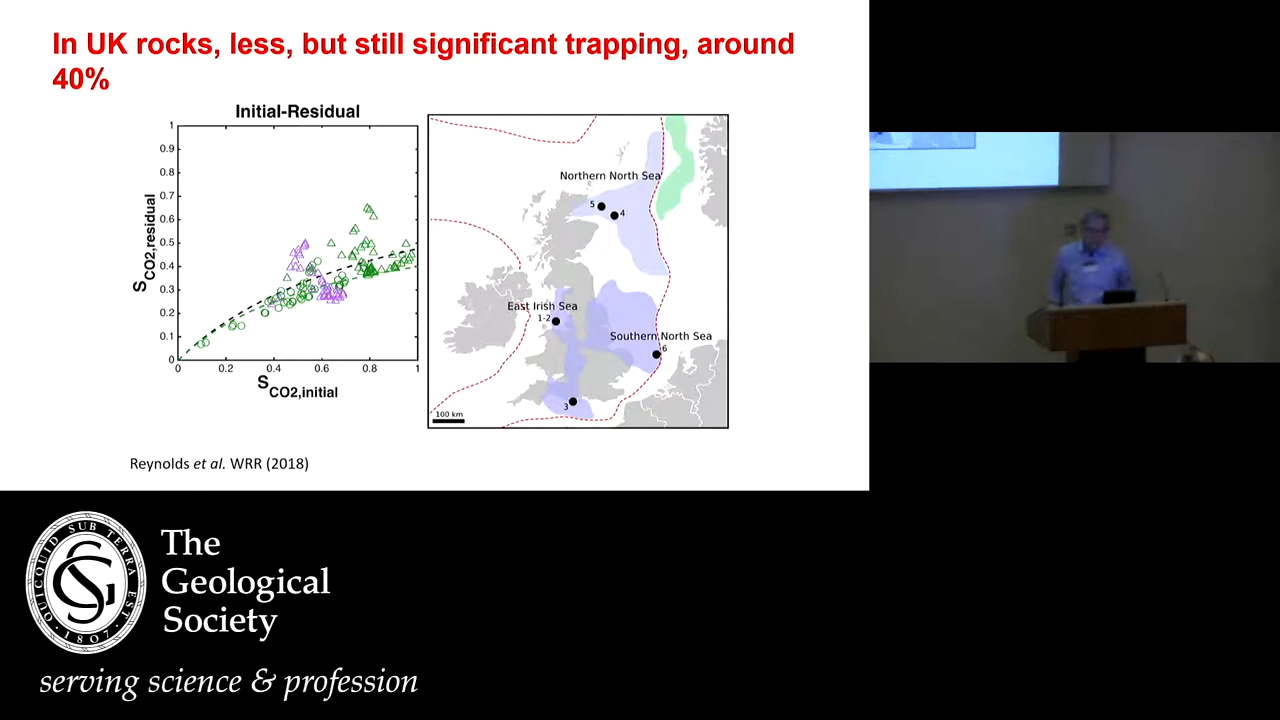 In UK rocks, less, but still significant trapping, around
40%
Initial-Residual
1
0.9
0.8
0.7
0.6
0.5
0.4
0.3
0.2
0.1
0
S_CO2,residual
0 0.2 0.4 0.6 0.8 1
S_CO2,initial
Northern North Sea
5
4
East Irish Sea
1-2
Southern North Sea
6
3
100 km
Reynolds et al. WRR (2018)
QUICQUID SUB TERRA EST
· 1807 ·
The
Geological
Society
serving science & profession